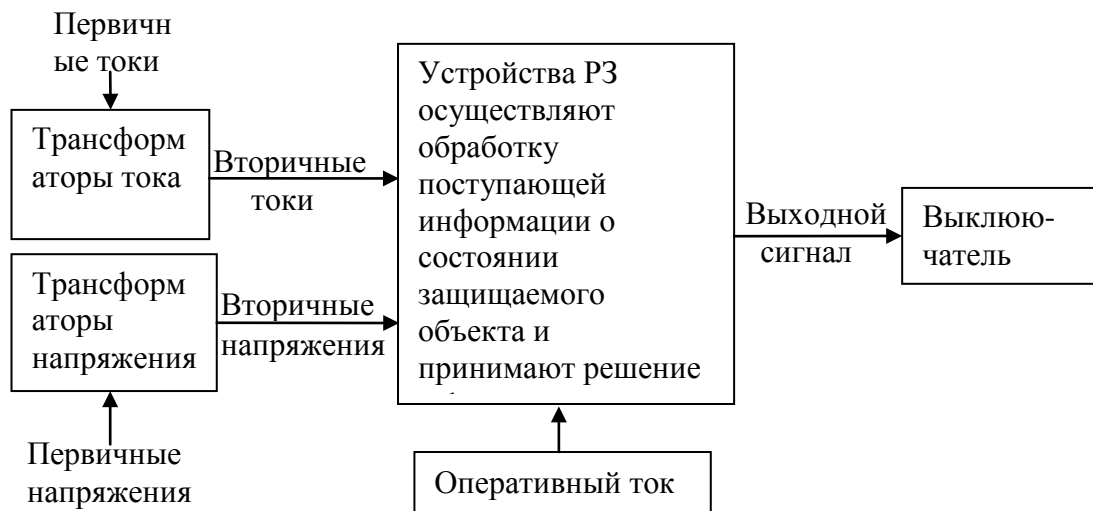 Первичн
ые токи
Трансформ
аторы тока
Вторичные
токи
Трансформ
аторы
напряжения
Вторичные
напряжения
Первичные
напряжения
Устройства РЗ
осуществляют
обработку
поступающей
информации о
состоянии
защищаемого
объекта и
принимают решение
Оперативный ток
Выходной
сигнал
Выклюю-
чатель